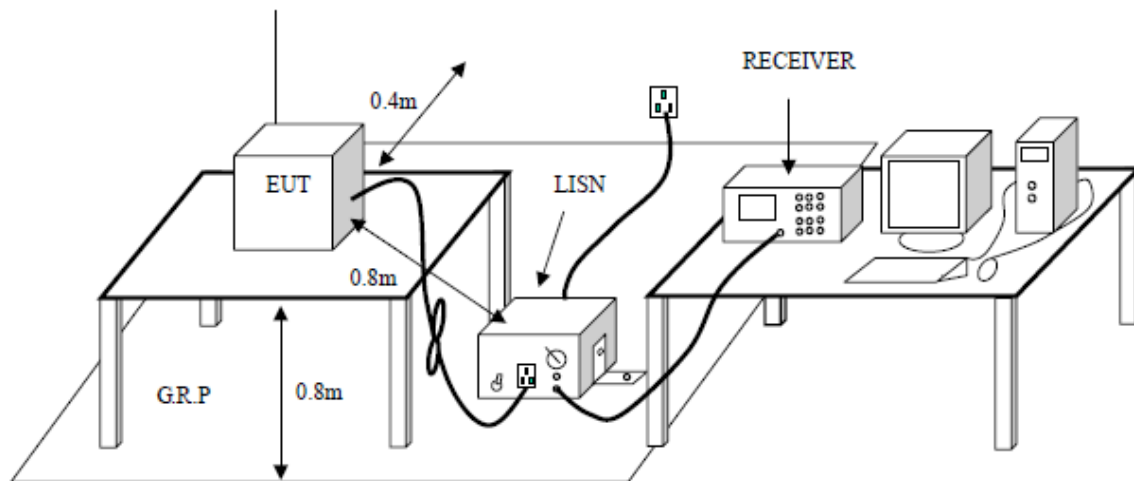 RECEIVER
0.4m
EUT
LISN
0.8m
G.R.P
0.8m